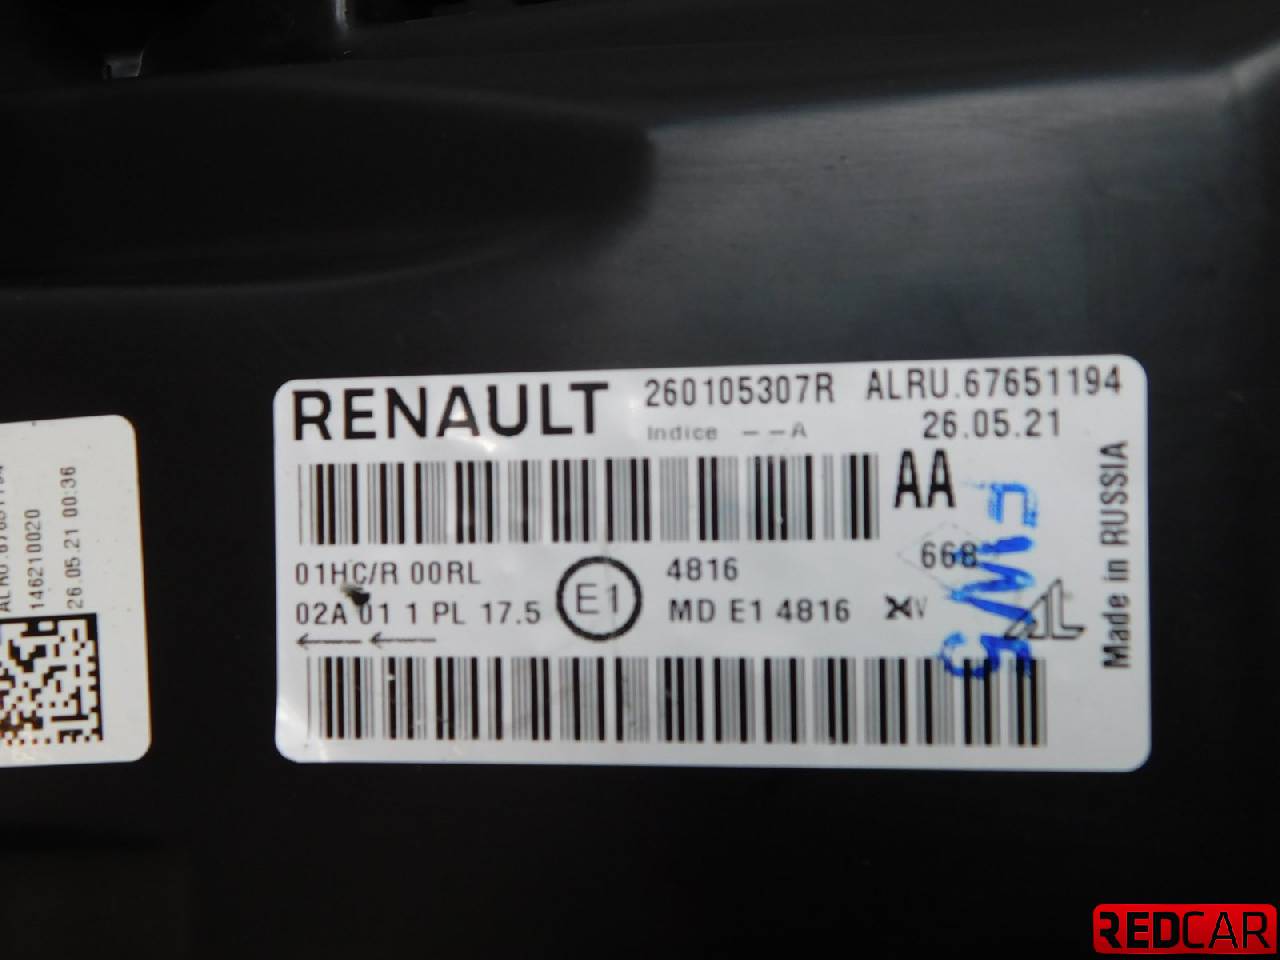 RENAULT 260105307R ALRU.67651194
Indice --A 26.05.21
AA
668
01HC/R 00RL 4816
02A 01 1 PL 17.5 E1 MD E1 4816
Made in RUSSIA
AL
146210020
26.05.21 00:36
REDCAR